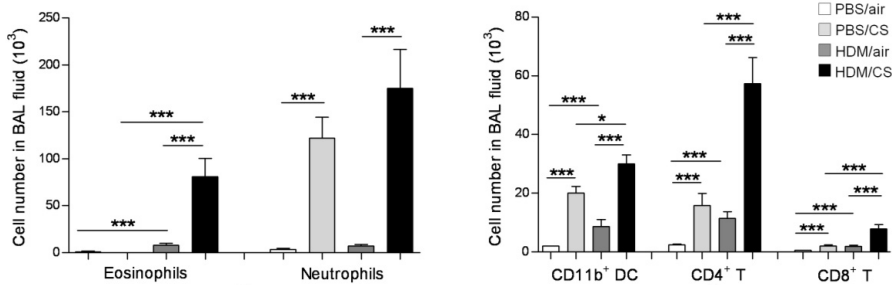 Cell number in BAL fluid (10³)
250
200
150
100
50
0
***
***
***
***
***
Eosinophils
Neutrophils
Cell number in BAL fluid (10³)
80
60
40
20
0
***
*
***
***
***
***
***
***
***
***
***
***
CD11b⁺ DC
CD4⁺ T
CD8⁺ T
PBS/air
PBS/CS
HDM/air
HDM/CS